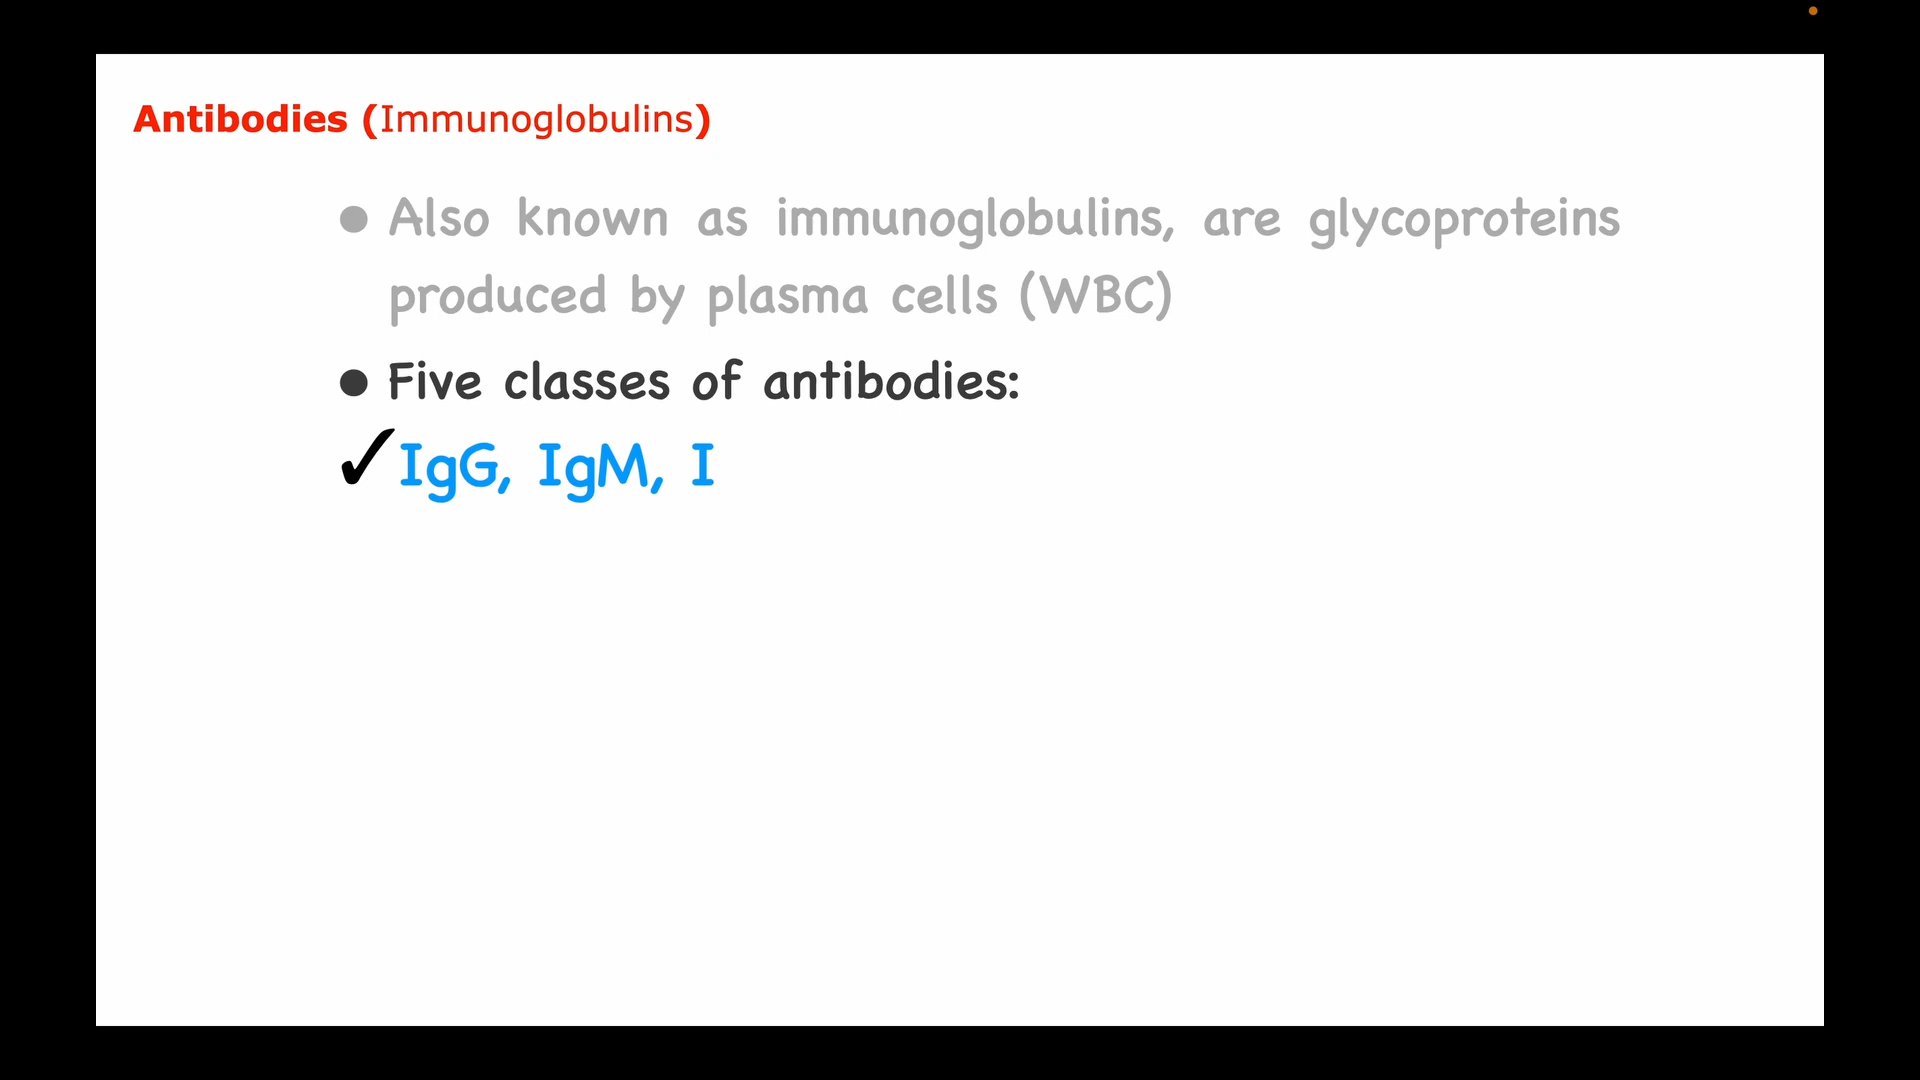 Antibodies (Immunoglobulins)
● Also known as immunoglobulins, are glycoproteins
produced by plasma cells (WBC)
● Five classes of antibodies:
✓IgG, IgM, I